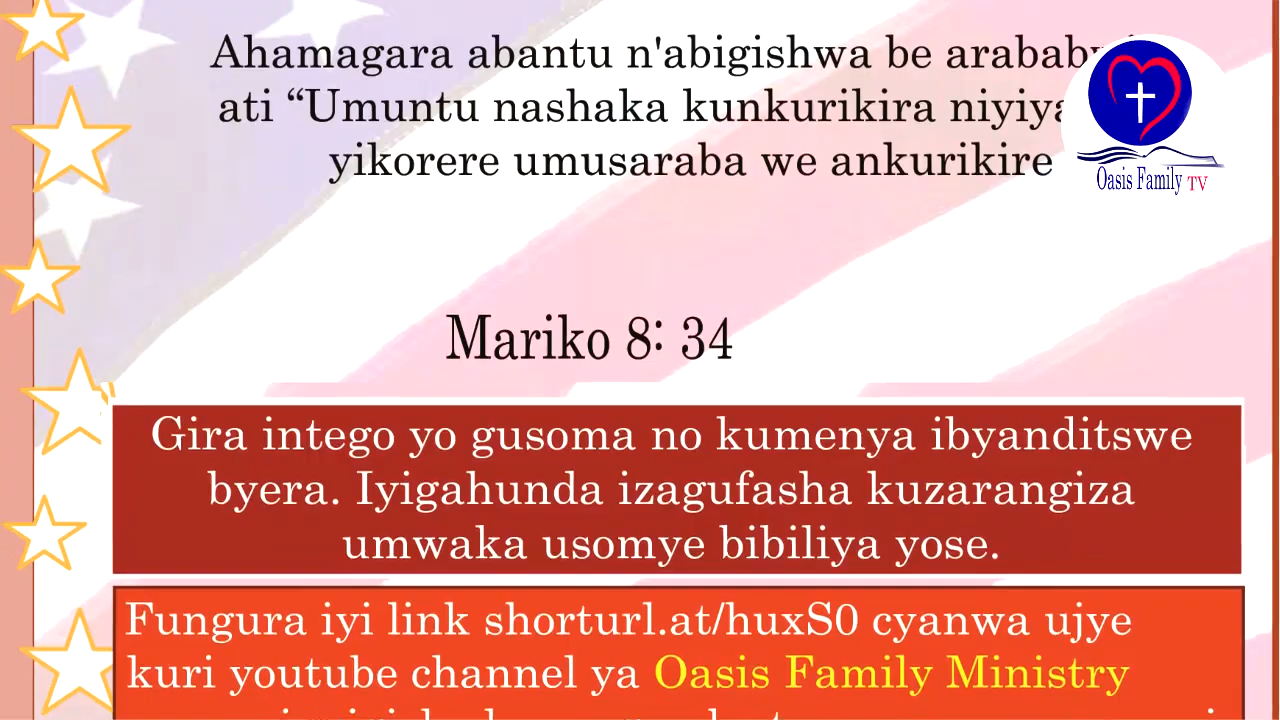 Ahamagara abantu n'abigishwa be
ati “Umuntu nashaka kunkurikira
yikorere umusaraba we ankurikire
Oasis Family TV
Mariko 8: 34
Gira intego yo gusoma no kumenya ibyanditswe
byera. Iyigahunda izagufasha kuzarangiza
umwaka usomye bibiliya yose.
Fungura iyi link shorturl.at/huxS0 cyanwa ujye
kuri youtube channel ya Oasis Family Ministry